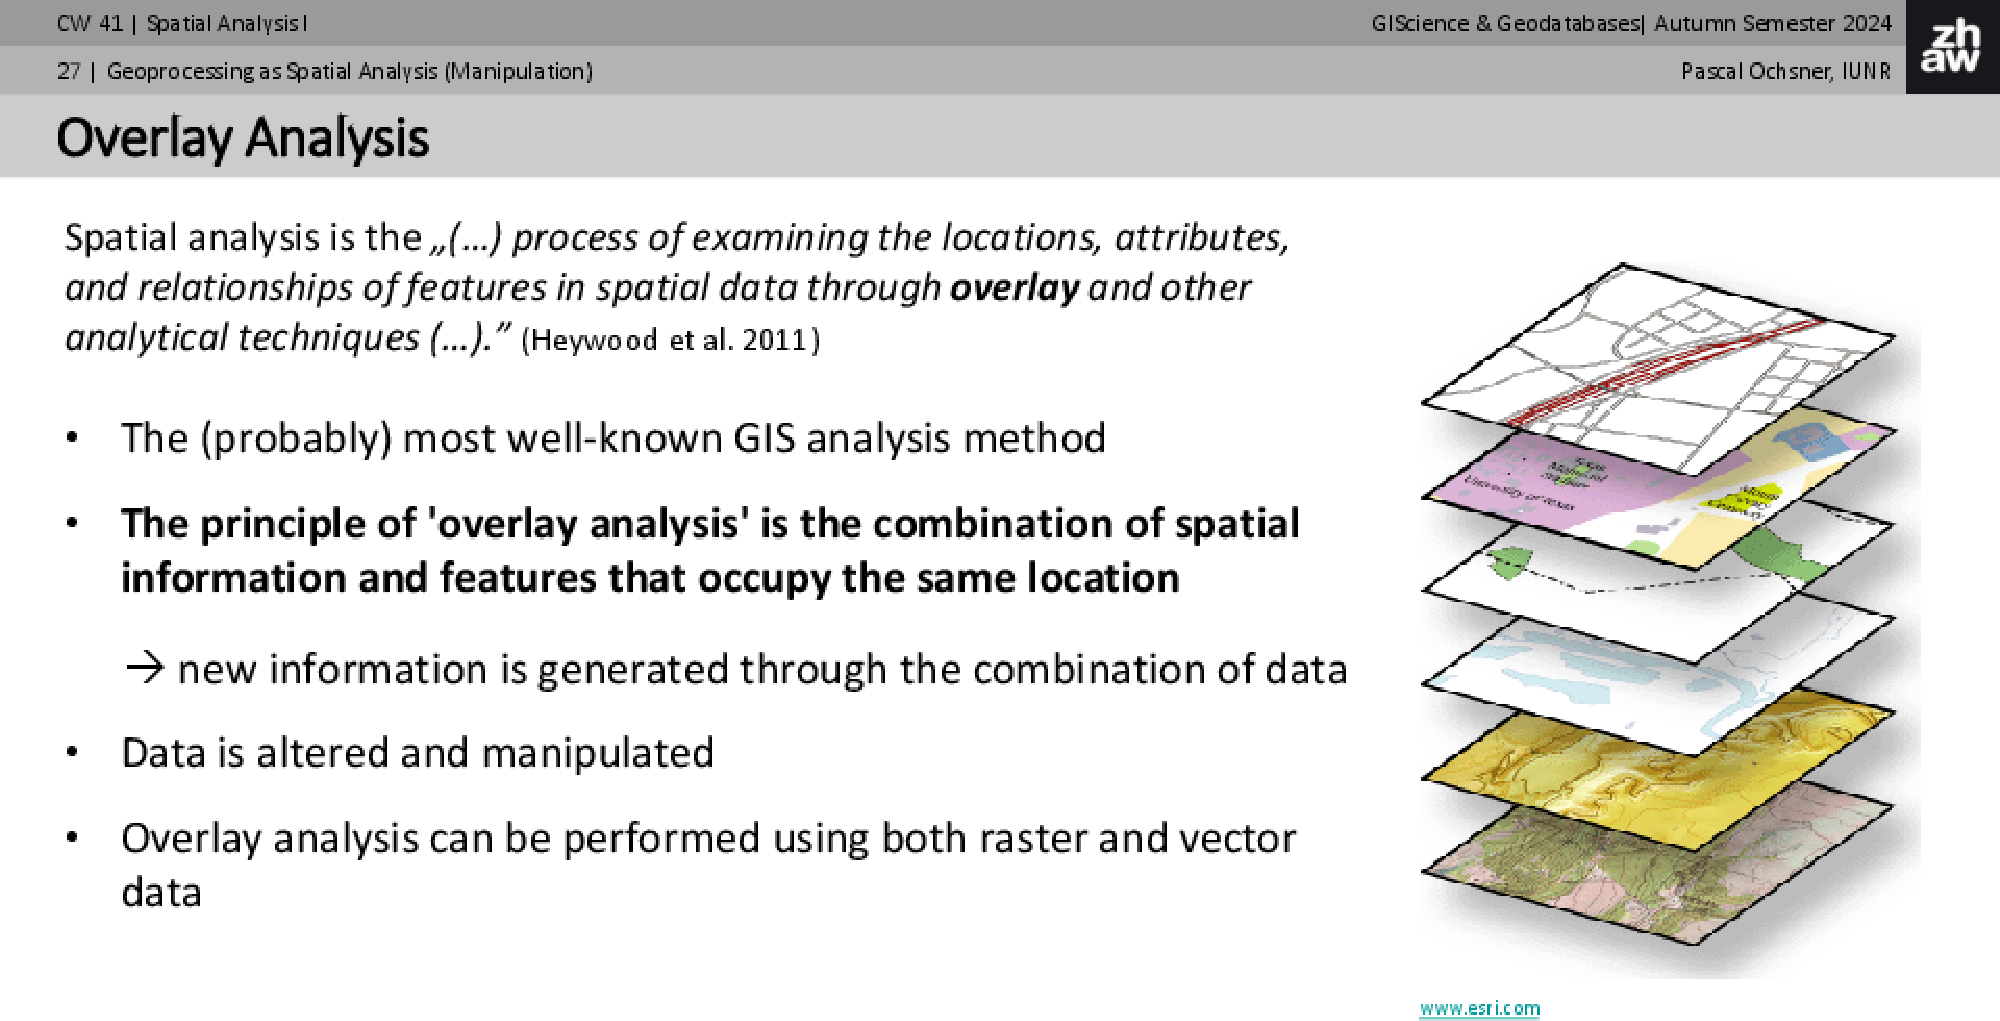 CW 41 | Spatial Analysis I
GIScience & Geodatabases| Autumn Semester 2024
zh
aw
27 | Geoprocessing as Spatial Analysis (Manipulation)
Pascal Ochsner, IUNR
Overlay Analysis
Spatial analysis is the „(…) process of examining the locations, attributes,
and relationships of features in spatial data through overlay and other
analytical techniques (…).” (Heywood et al. 2011)
• The (probably) most well-known GIS analysis method
• The principle of 'overlay analysis' is the combination of spatial
information and features that occupy the same location
→ new information is generated through the combination of data
• Data is altered and manipulated
• Overlay analysis can be performed using both raster and vector
data
University of Texas
www.esri.com